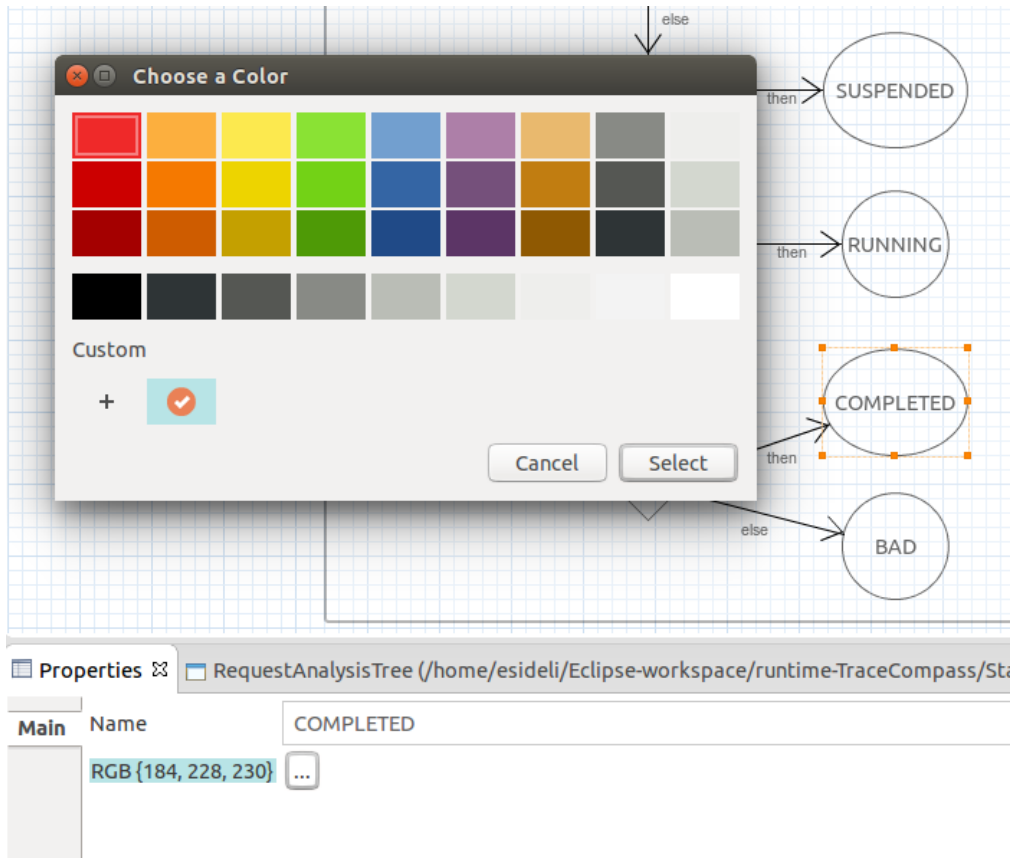 else
Choose a Color
then
SUSPENDED
then
RUNNING
Custom
+
COMPLETED
Cancel
Select
then
else
BAD
Properties
RequestAnalysisTree (/home/esideli/Eclipse-workspace/runtime-TraceCompass/Sta
Main
Name
COMPLETED
RGB {184, 228, 230}
...